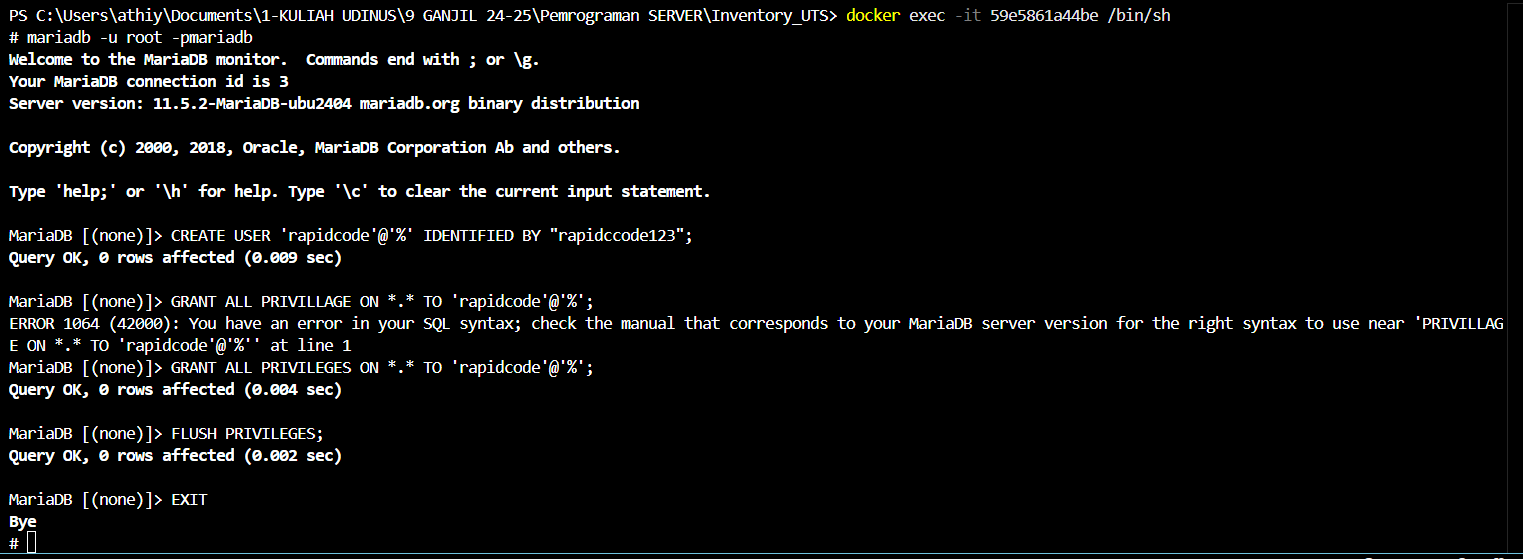 PS C:\Users\athiy\Documents\1-KULIAH UDINUS\9 GANJIL 24-25\Pemrograman SERVER\Inventory_UTS> docker exec -it 59e5861a44be /bin/sh
# mariadb -u root -pmariadb
Welcome to the MariaDB monitor.  Commands end with ; or \g.
Your MariaDB connection id is 3
Server version: 11.5.2-MariaDB-ubu2404 mariadb.org binary distribution
Copyright (c) 2000, 2018, Oracle, MariaDB Corporation Ab and others.
Type 'help;' or '\h' for help. Type '\c' to clear the current input statement.
MariaDB [(none)]> CREATE USER 'rapidcode'@'%' IDENTIFIED BY "rapidccode123";
Query OK, 0 rows affected (0.009 sec)
MariaDB [(none)]> GRANT ALL PRIVILLAGE ON *.* TO 'rapidcode'@'%';
ERROR 1064 (42000): You have an error in your SQL syntax; check the manual that corresponds to your MariaDB server version for the right syntax to use near 'PRIVILLAG
E ON *.* TO 'rapidcode'@'%'' at line 1
MariaDB [(none)]> GRANT ALL PRIVILEGES ON *.* TO 'rapidcode'@'%';
Query OK, 0 rows affected (0.004 sec)
MariaDB [(none)]> FLUSH PRIVILEGES;
Query OK, 0 rows affected (0.002 sec)
MariaDB [(none)]> EXIT
Bye
#